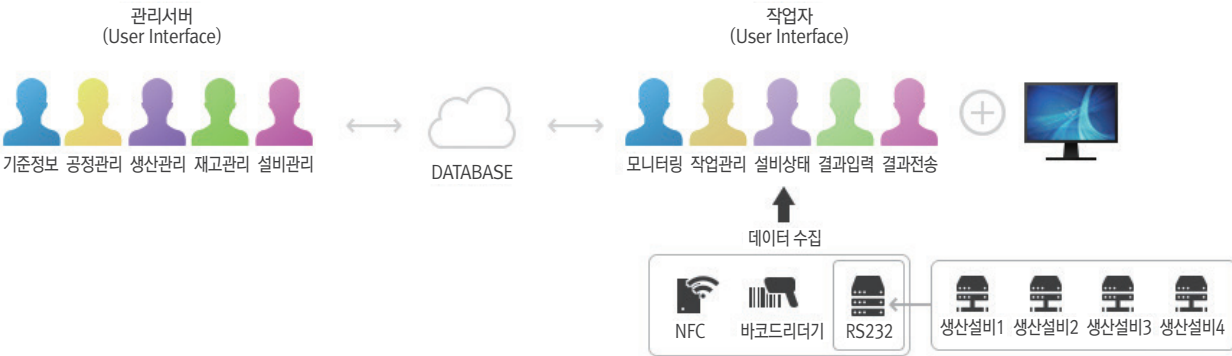 관리서버
(User Interface)
작업자
(User Interface)
기준정보 공정관리 생산관리 재고관리 설비관리
DATABASE
모니터링 작업관리 설비상태 결과입력 결과전송
데이터 수집
NFC 바코드리더기 RS232
생산설비1 생산설비2 생산설비3 생산설비4